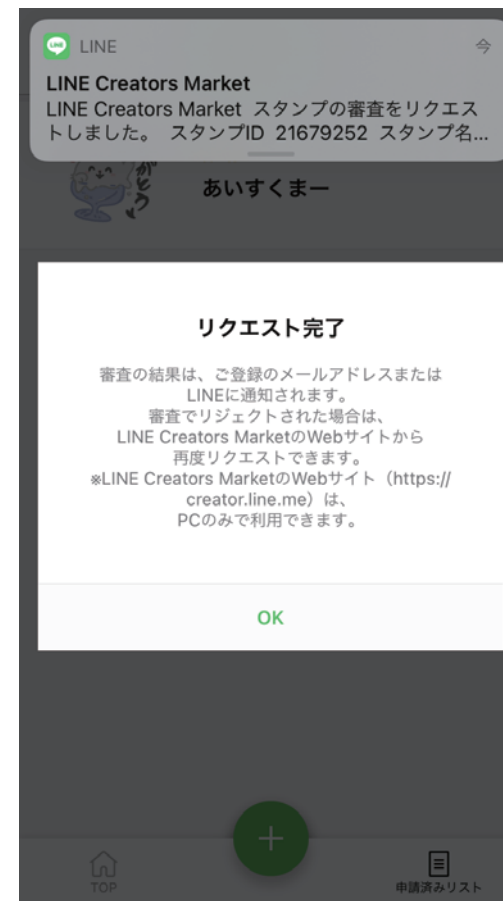 LINE
今
LINE Creators Market
LINE Creators Market スタンプの審査をリクエス
トしました。 スタンプID 21679252 スタンプ名...
がとう
あいすくまー
リクエスト完了
審査の結果は、ご登録のメールアドレスまたは
LINEに通知されます。
審査でリジェクトされた場合は、
LINE Creators MarketのWebサイトから
再度リクエストできます。
※LINE Creators MarketのWebサイト（https://
creator.line.me）は、
PCのみで利用できます。
OK
TOP
申請済みリスト